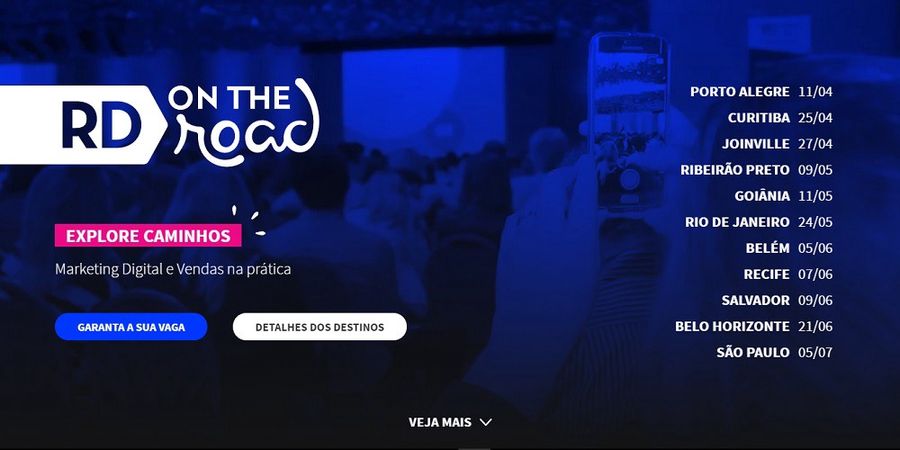 RD ON THE road
EXPLORE CAMINHOS
Marketing Digital e Vendas na prática
GARANTA A SUA VAGA
DETALHES DOS DESTINOS
PORTO ALEGRE 11/04
CURITIBA 25/04
JOINVILLE 27/04
RIBEIRÃO PRETO 09/05
GOIÂNIA 11/05
RIO DE JANEIRO 24/05
BELÉM 05/06
RECIFE 07/06
SALVADOR 09/06
BELO HORIZONTE 21/06
SÃO PAULO 05/07
VEJA MAIS